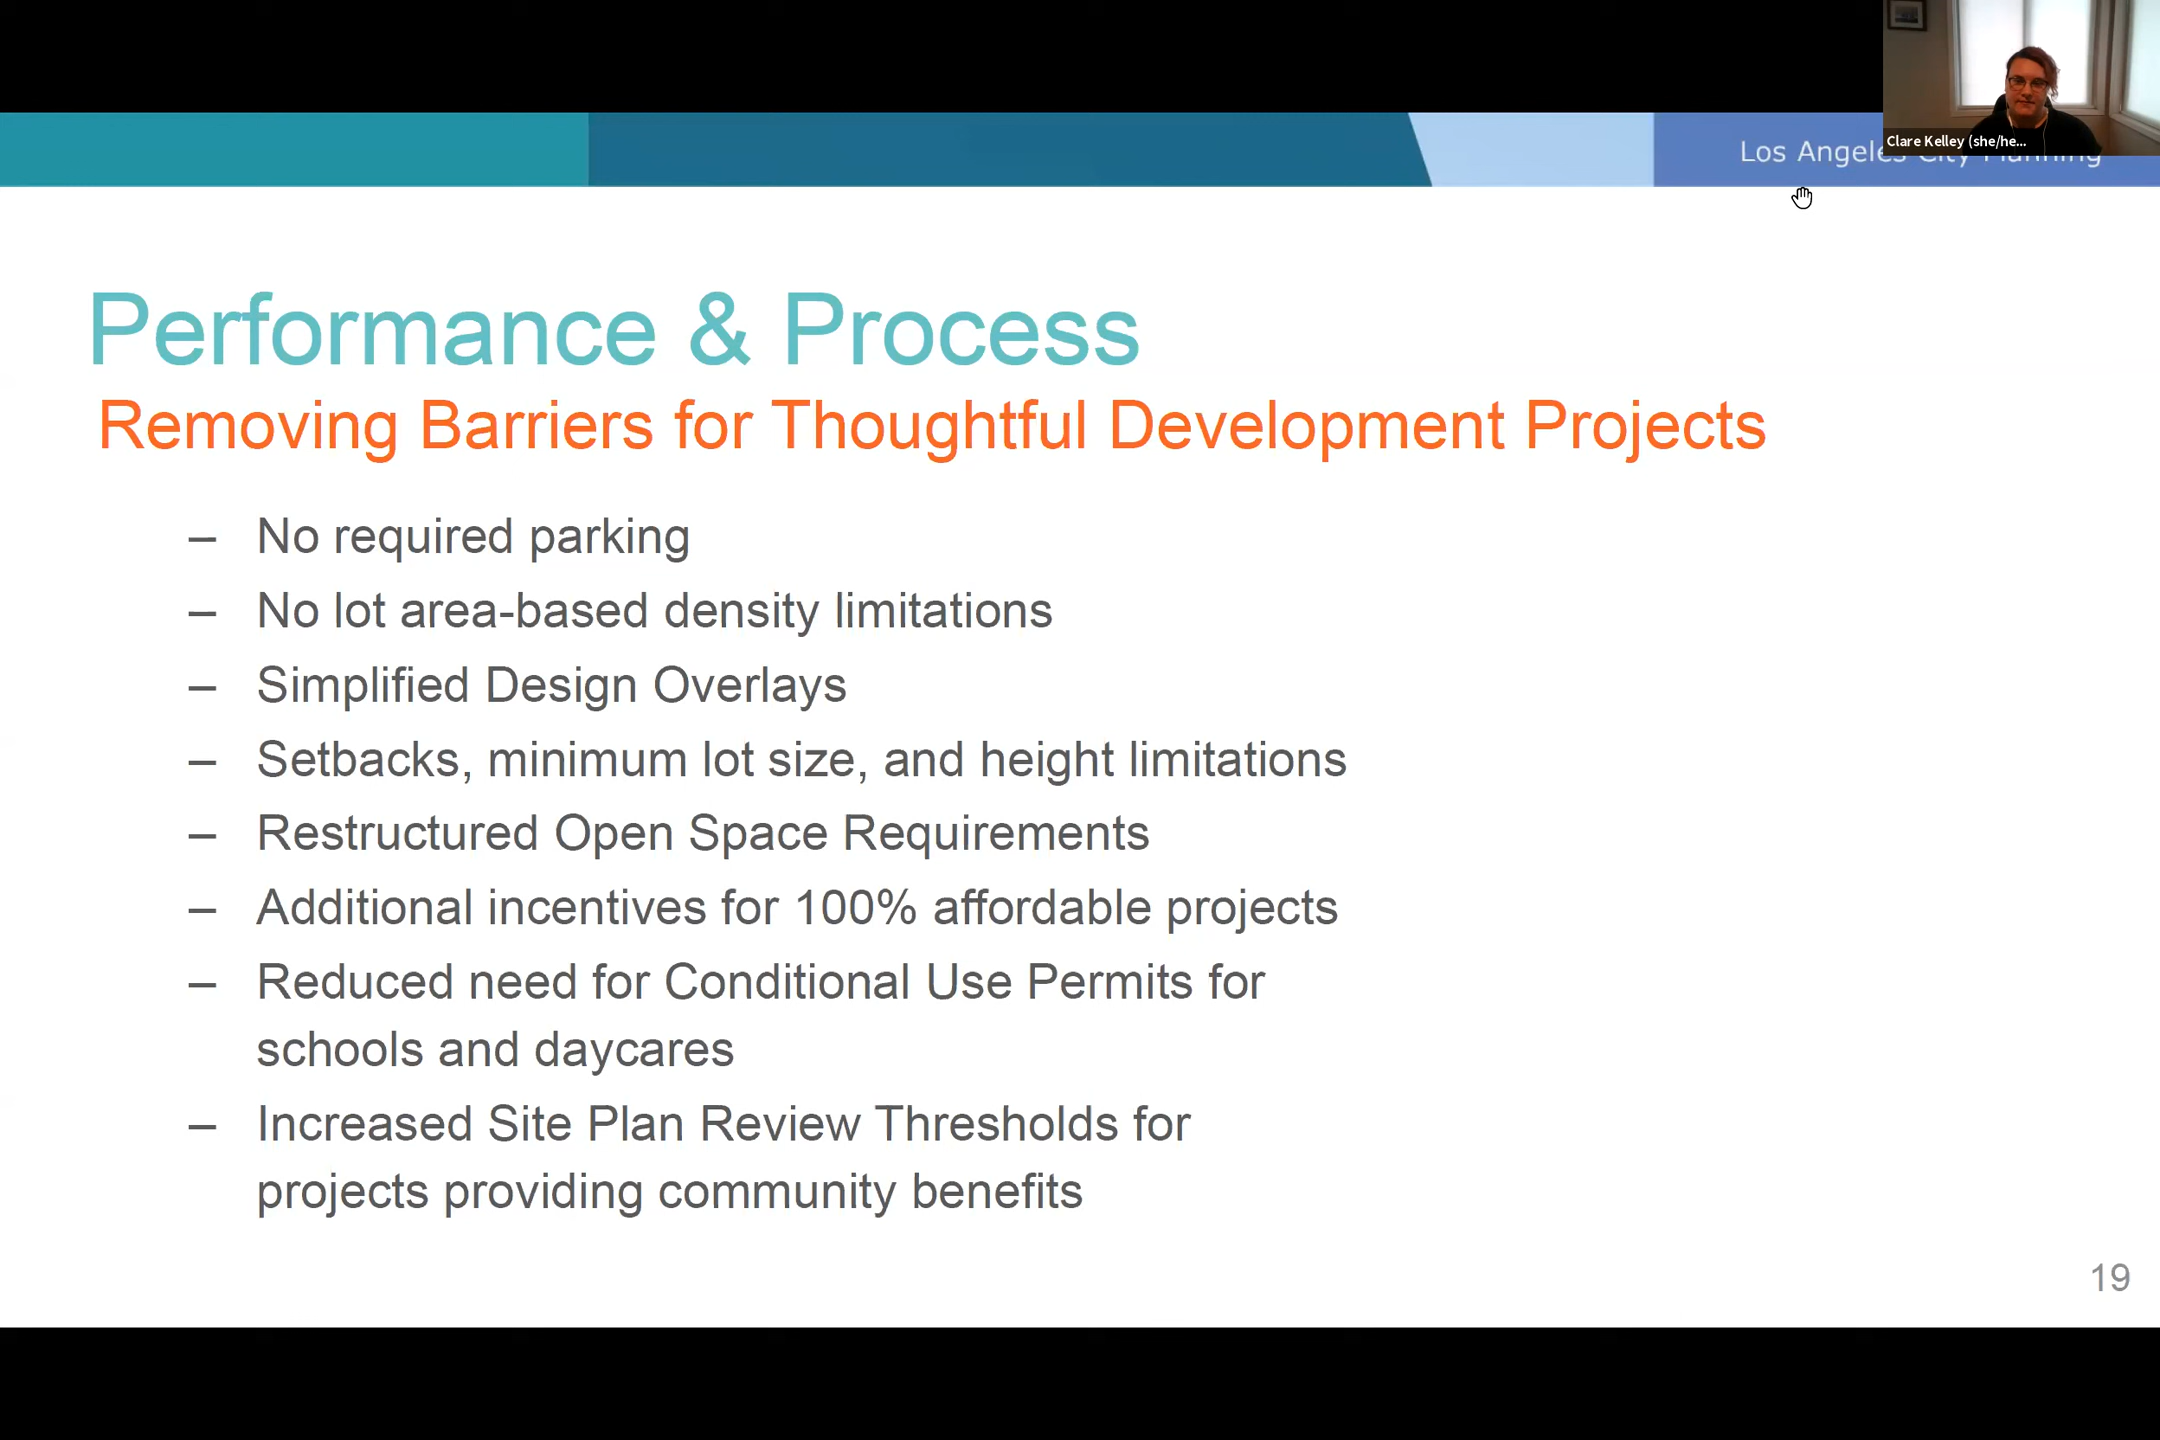 Clare Kelley (she/he...
Los Angeles City Planning
Performance & Process
Removing Barriers for Thoughtful Development Projects
– No required parking
– No lot area-based density limitations
– Simplified Design Overlays
– Setbacks, minimum lot size, and height limitations
– Restructured Open Space Requirements
– Additional incentives for 100% affordable projects
– Reduced need for Conditional Use Permits for
schools and daycares
– Increased Site Plan Review Thresholds for
projects providing community benefits
19